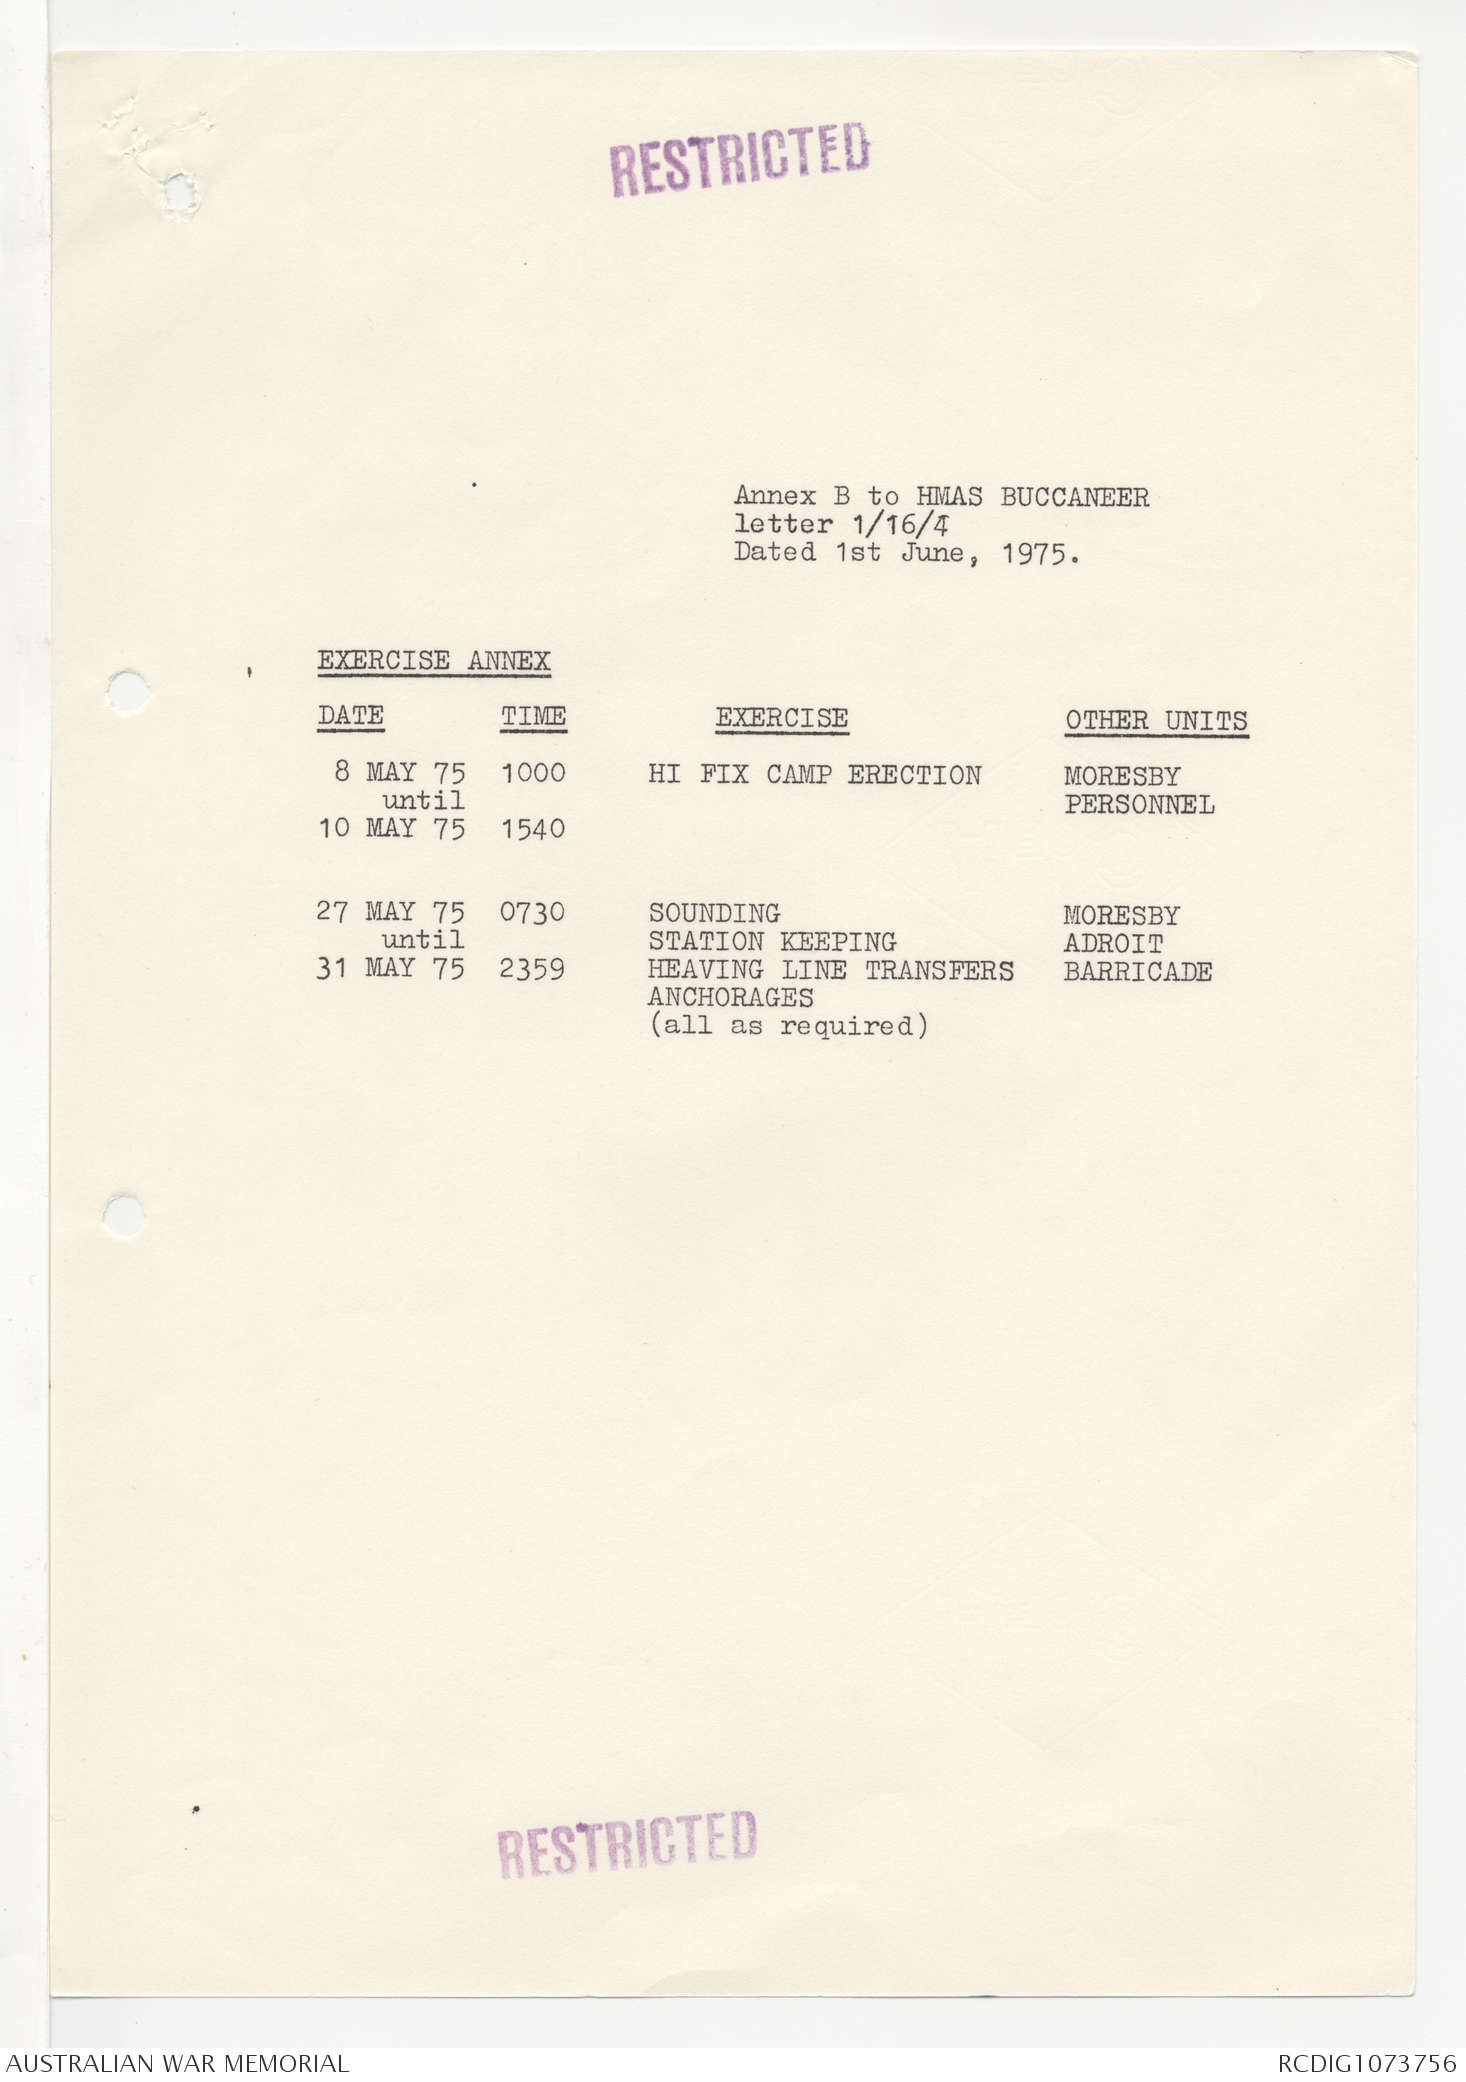 RESTRICTED
Annex B to HMAS BUCCANEER
letter 1/16/4
Dated 1st June, 1975.
EXERCISE ANNEX
DATE TIME EXERCISE OTHER UNITS
8 MAY 75 1000 HI FIX CAMP ERECTION MORESBY
until PERSONNEL
10 MAY 75 1540
27 MAY 75 0730 SOUNDING MORESBY
until STATION KEEPING ADROIT
31 MAY 75 2359 HEAVING LINE TRANSFERS BARRICADE
ANCHORAGES
(all as required)
RESTRICTED
AUSTRALIAN WAR MEMORIAL RCDIG1073756